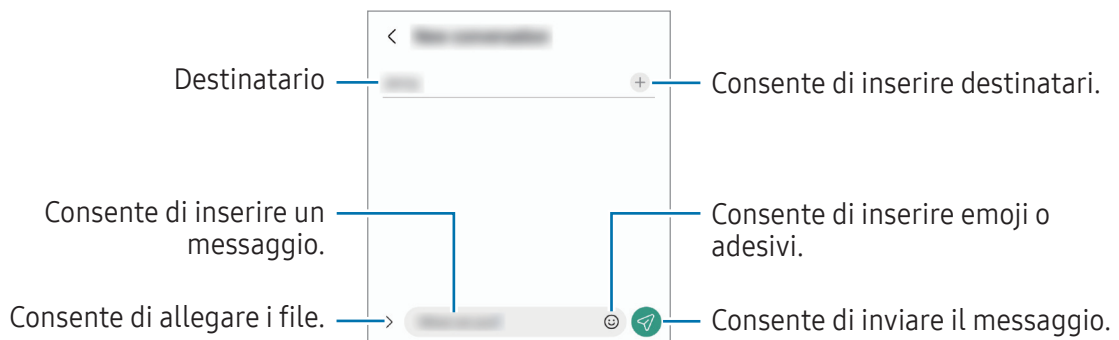 Destinatario
Consente di inserire destinatari.
Consente di inserire un
messaggio.
Consente di inserire emoji o
adesivi.
Consente di allegare i file.
Consente di inviare il messaggio.